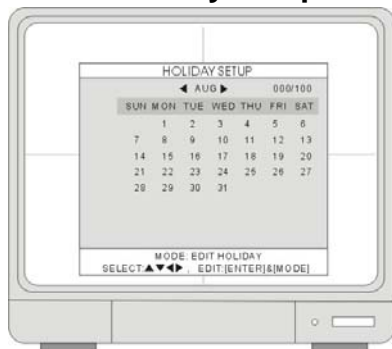 HOLIDAY SETUP
◀ AUG ▶ 000/100
SUN MON TUE WED THU FRI SAT
1 2 3 4 5 6
7 8 9 10 11 12 13
14 15 16 17 18 19 20
21 22 23 24 25 26 27
28 29 30 31
MODE: EDIT HOLIDAY
SELECT:▲▼◀▶ , EDIT:[ENTER]&[MODE]